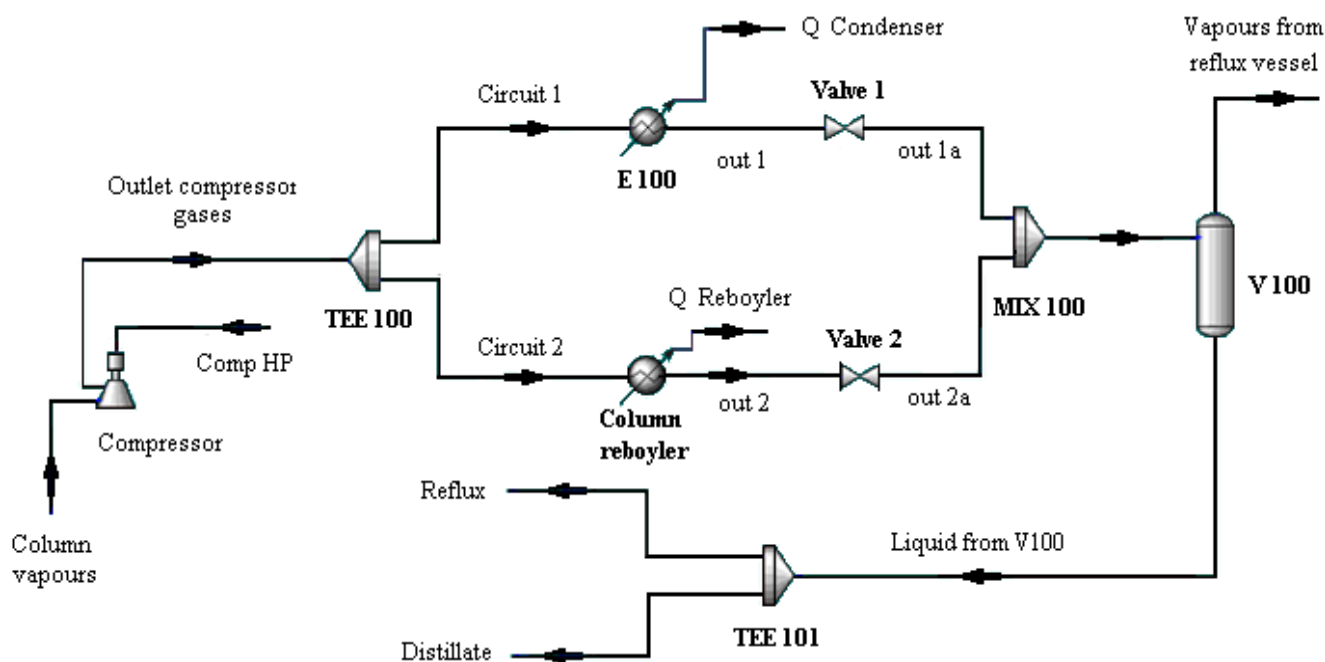 Q Condenser
Vapours from
reflux vessel
Circuit 1
Valve 1
out 1
out 1a
E 100
Outlet compressor
gases
TEE 100
MIX 100
V 100
Q Reboyler
Valve 2
Comp HP
Circuit 2
out 2
out 2a
Column
reboyler
Compressor
Column
vapours
Reflux
Liquid from V100
TEE 101
Distillate